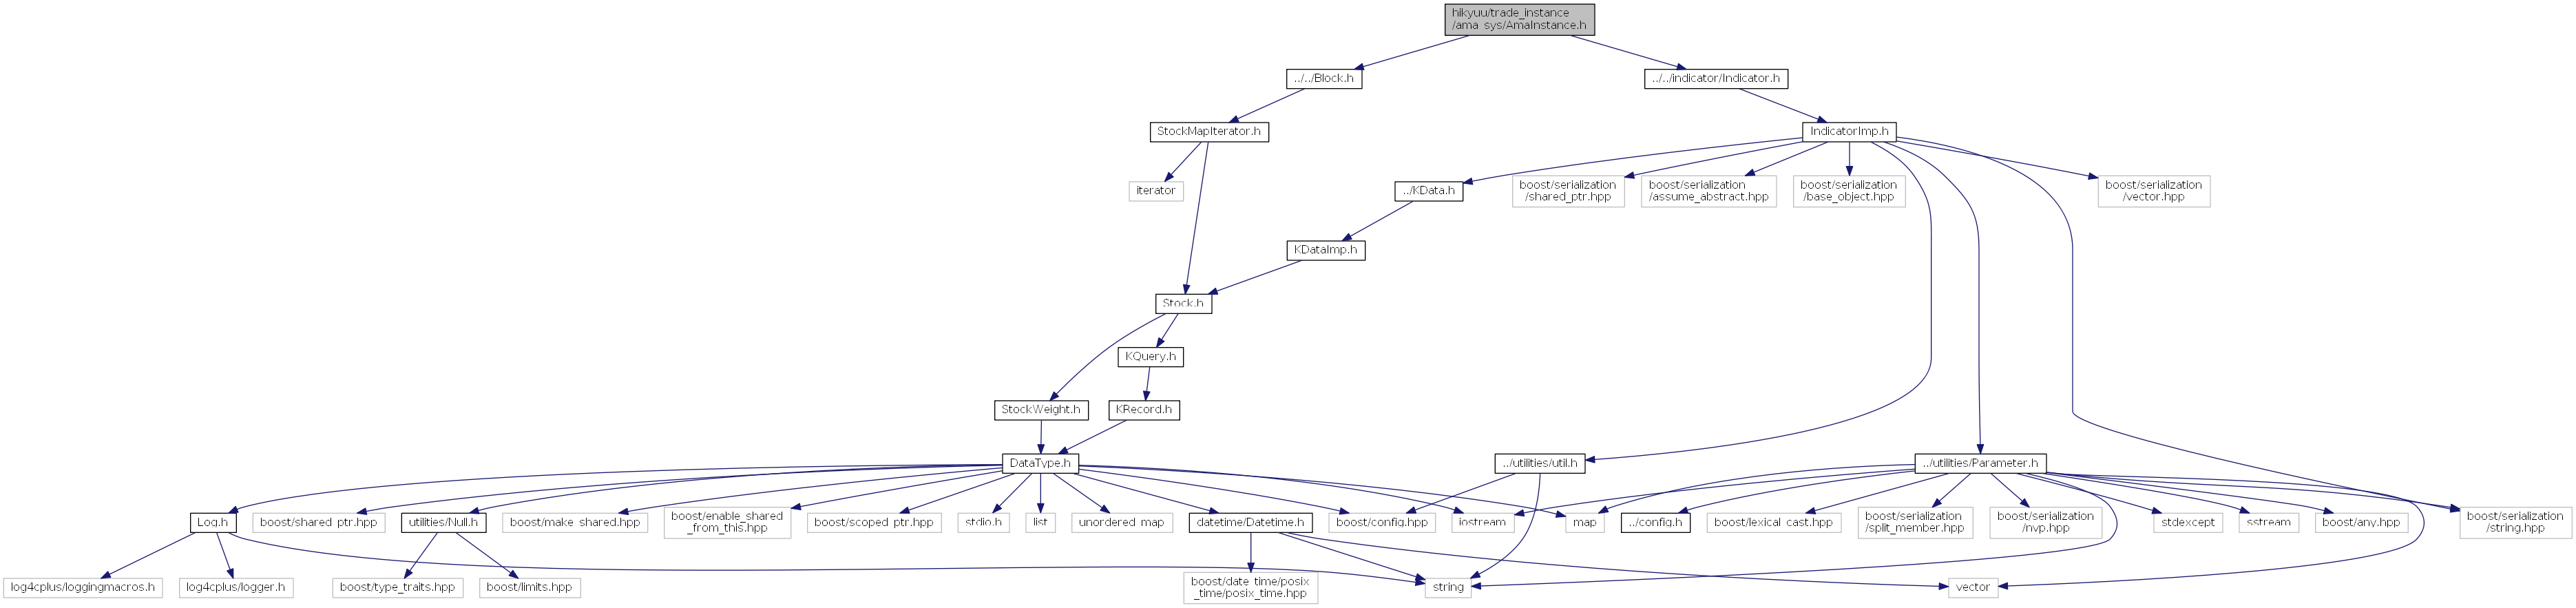 hikyuu/trade_instance
/ama_sys/AmaInstance.h
../../Block.h
../../indicator/Indicator.h
StockMapIterator.h
IndicatorImp.h
iterator
../KData.h
boost/serialization
/shared_ptr.hpp
boost/serialization
/assume_abstract.hpp
boost/serialization
/base_object.hpp
boost/serialization
/vector.hpp
KDataImp.h
Stock.h
KQuery.h
StockWeight.h
KRecord.h
DataType.h
../utilities/util.h
../utilities/Parameter.h
Log.h
boost/shared_ptr.hpp
utilities/Null.h
boost/make_shared.hpp
boost/enable_shared
_from_this.hpp
boost/scoped_ptr.hpp
stdio.h
list
unordered_map
datetime/Datetime.h
boost/config.hpp
iostream
map
../config.h
boost/lexical_cast.hpp
boost/serialization
/split_member.hpp
boost/serialization
/nvp.hpp
stdexcept
sstream
boost/any.hpp
boost/serialization
/string.hpp
log4cplus/loggingmacros.h
log4cplus/logger.h
boost/type_traits.hpp
boost/limits.hpp
boost/date_time/posix
_time/posix_time.hpp
string
vector